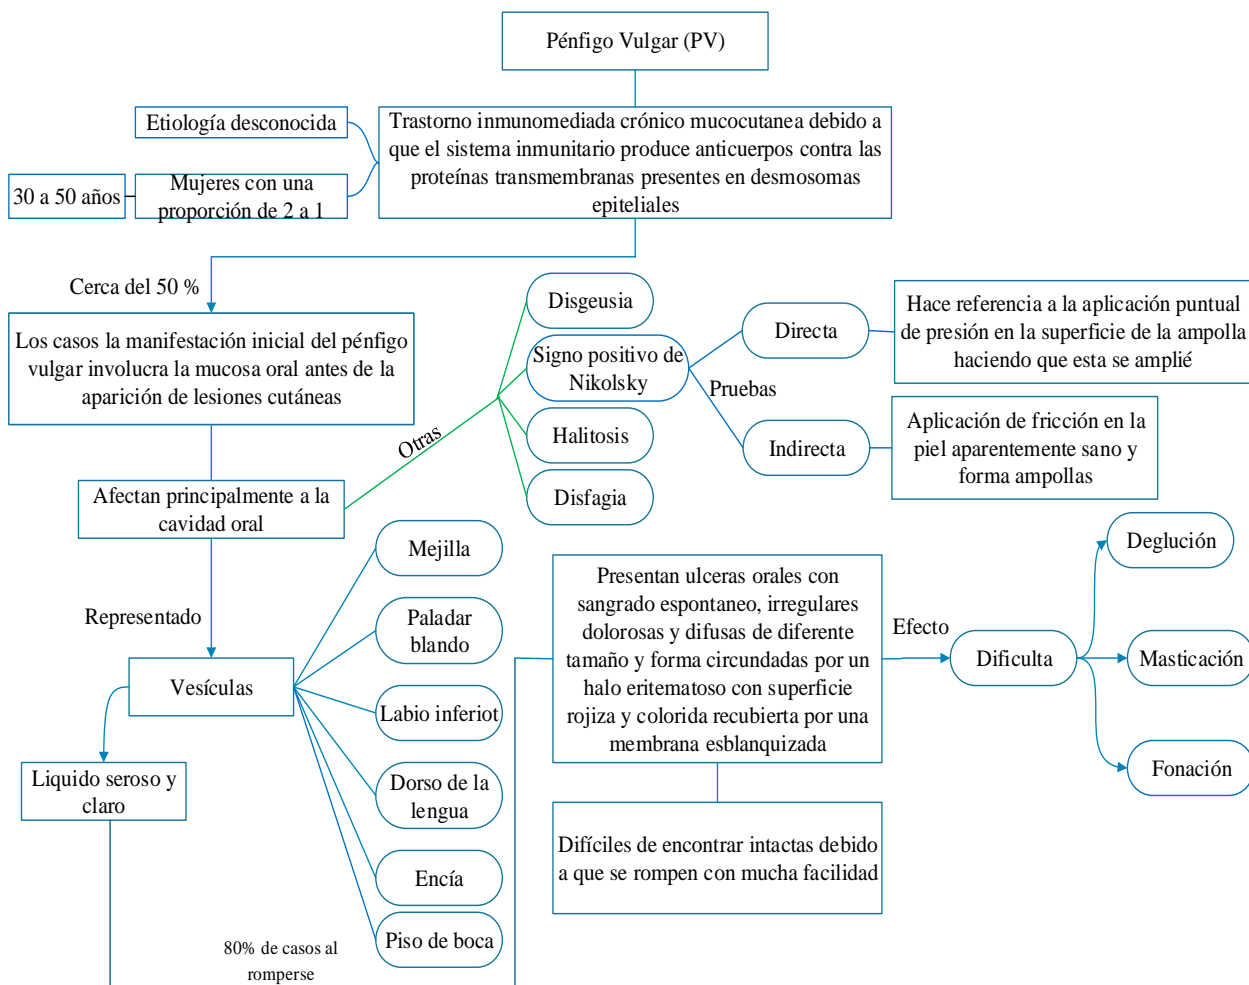 Pénfigo Vulgar (PV)
Etiología desconocida
Trastorno inmunomediada crónico mucocutanea debido a
que el sistema inmunitario produce anticuerpos contra las
proteínas transmembranas presentes en desmosomas
epiteliales
30 a 50 años
Mujeres con una
proporción de 2 a 1
Cerca del 50 %
Los casos la manifestación inicial del pénfigo
vulgar involucra la mucosa oral antes de la
aparición de lesiones cutáneas
Disgeusia
Signo positivo de
Nikolsky
Halitosis
Disfagia
Otras
Pruebas
Directa
Hace referencia a la aplicación puntual
de presión en la superficie de la ampolla
haciendo que esta se amplié
Indirecta
Aplicación de fricción en la
piel aparentemente sano y
forma ampollas
Afectan principalmente a la
cavidad oral
Representado
Vesículas
Liquido seroso y
claro
Mejilla
Paladar
blando
Labio inferiot
Dorso de la
lengua
Encía
Piso de boca
80% de casos al
romperse
Presentan ulceras orales con
sangrado espontaneo, irregulares
dolorosas y difusas de diferente
tamaño y forma circundadas por un
halo eritematoso con superficie
rojiza y colorida recubierta por una
membrana esblanquizada
Difíciles de encontrar intactas debido
a que se rompen con mucha facilidad
Efecto
Dificulta
Deglución
Masticación
Fonación